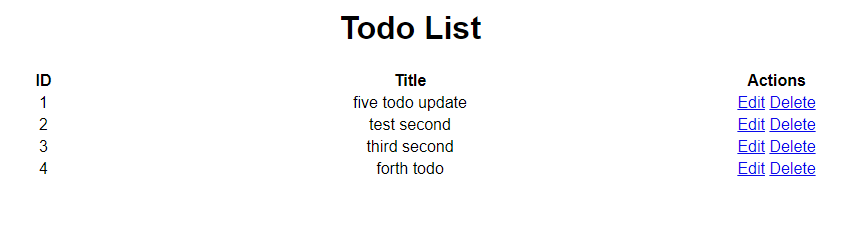 Todo List
ID Title Actions
1 five todo update Edit Delete
2 test second Edit Delete
3 third second Edit Delete
4 forth todo Edit Delete